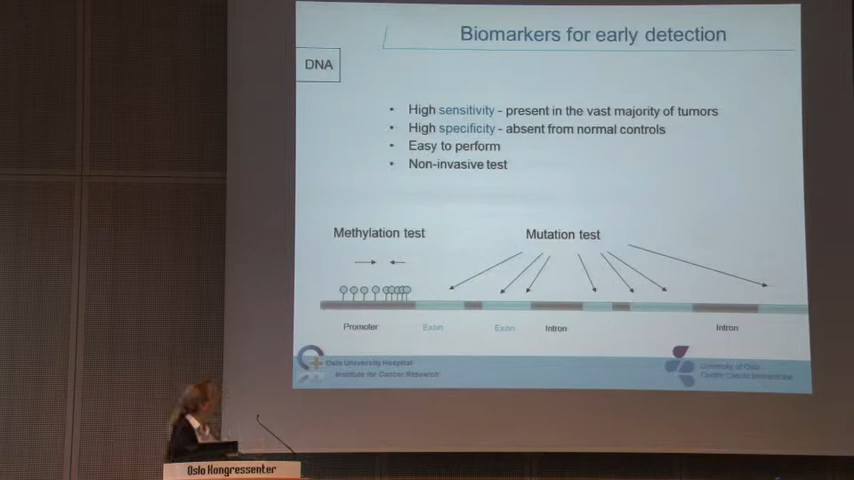 Biomarkers for early detection
DNA
• High sensitivity - present in the vast majority of tumors
• High specificity - absent from normal controls
• Easy to perform
• Non-invasive test
Methylation test
Mutation test
Promoter
Exon
Exon
Intron
Intron
Oslo University Hospital
Institute for Cancer Research
University of Oslo
Oslo Kongressenter